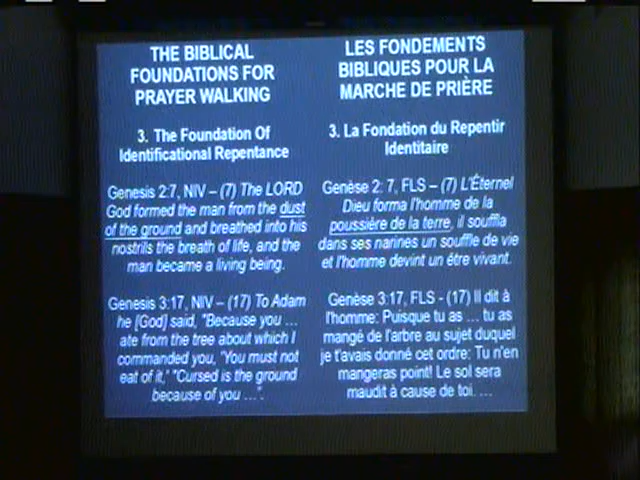 THE BIBLICAL
FOUNDATIONS FOR
PRAYER WALKING
3. The Foundation Of
Identificational Repentance
Genesis 2:7, NIV – (7) The LORD
God formed the man from the dust
of the ground and breathed into his
nostrils the breath of life, and the
man became a living being.
Genesis 3:17, NIV – (17) To Adam
he [God] said, "Because you ...
ate from the tree about which I
commanded you, 'You must not
eat of it,' "Cursed is the ground
because of you ...".
LES FONDEMENTS
BIBLIQUES POUR LA
MARCHE DE PRIÈRE
3. La Fondation du Repentir
Identitaire
Genèse 2: 7, FLS – (7) L'Éternel
Dieu forma l'homme de la
poussière de la terre, il souffla
dans ses narines un souffle de vie
et l'homme devint un être vivant.
Genèse 3:17, FLS - (17) Il dit à
l'homme: Puisque tu as ... tu as
mangé de l'arbre au sujet duquel
je t'avais donné cet ordre: Tu n'en
mangeras point! Le sol sera
maudit à cause de toi. ...